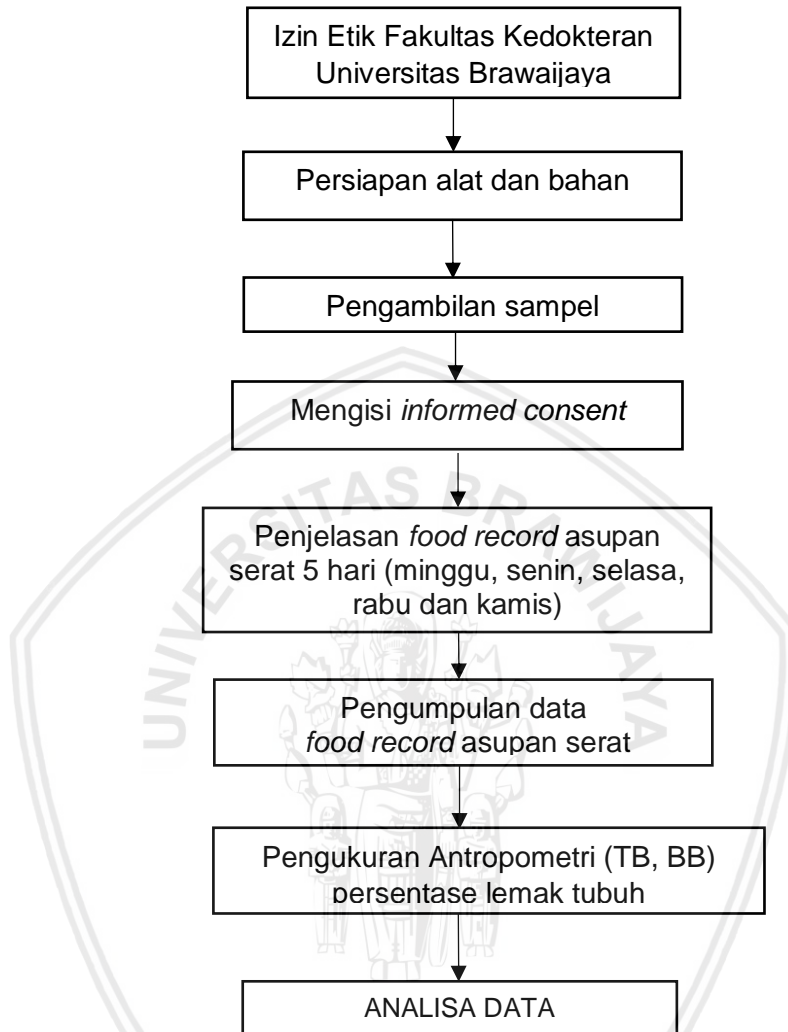 Izin Etik Fakultas Kedokteran
Universitas Brawaijaya
Persiapan alat dan bahan
Pengambilan sampel
Mengisi informed consent
Penjelasan food record asupan
serat 5 hari (minggu, senin, selasa,
rabu dan kamis)
Pengumpulan data
food record asupan serat
Pengukuran Antropometri (TB, BB)
persentase lemak tubuh
ANALISA DATA
UNIVERSITAS BRAWIJAYA